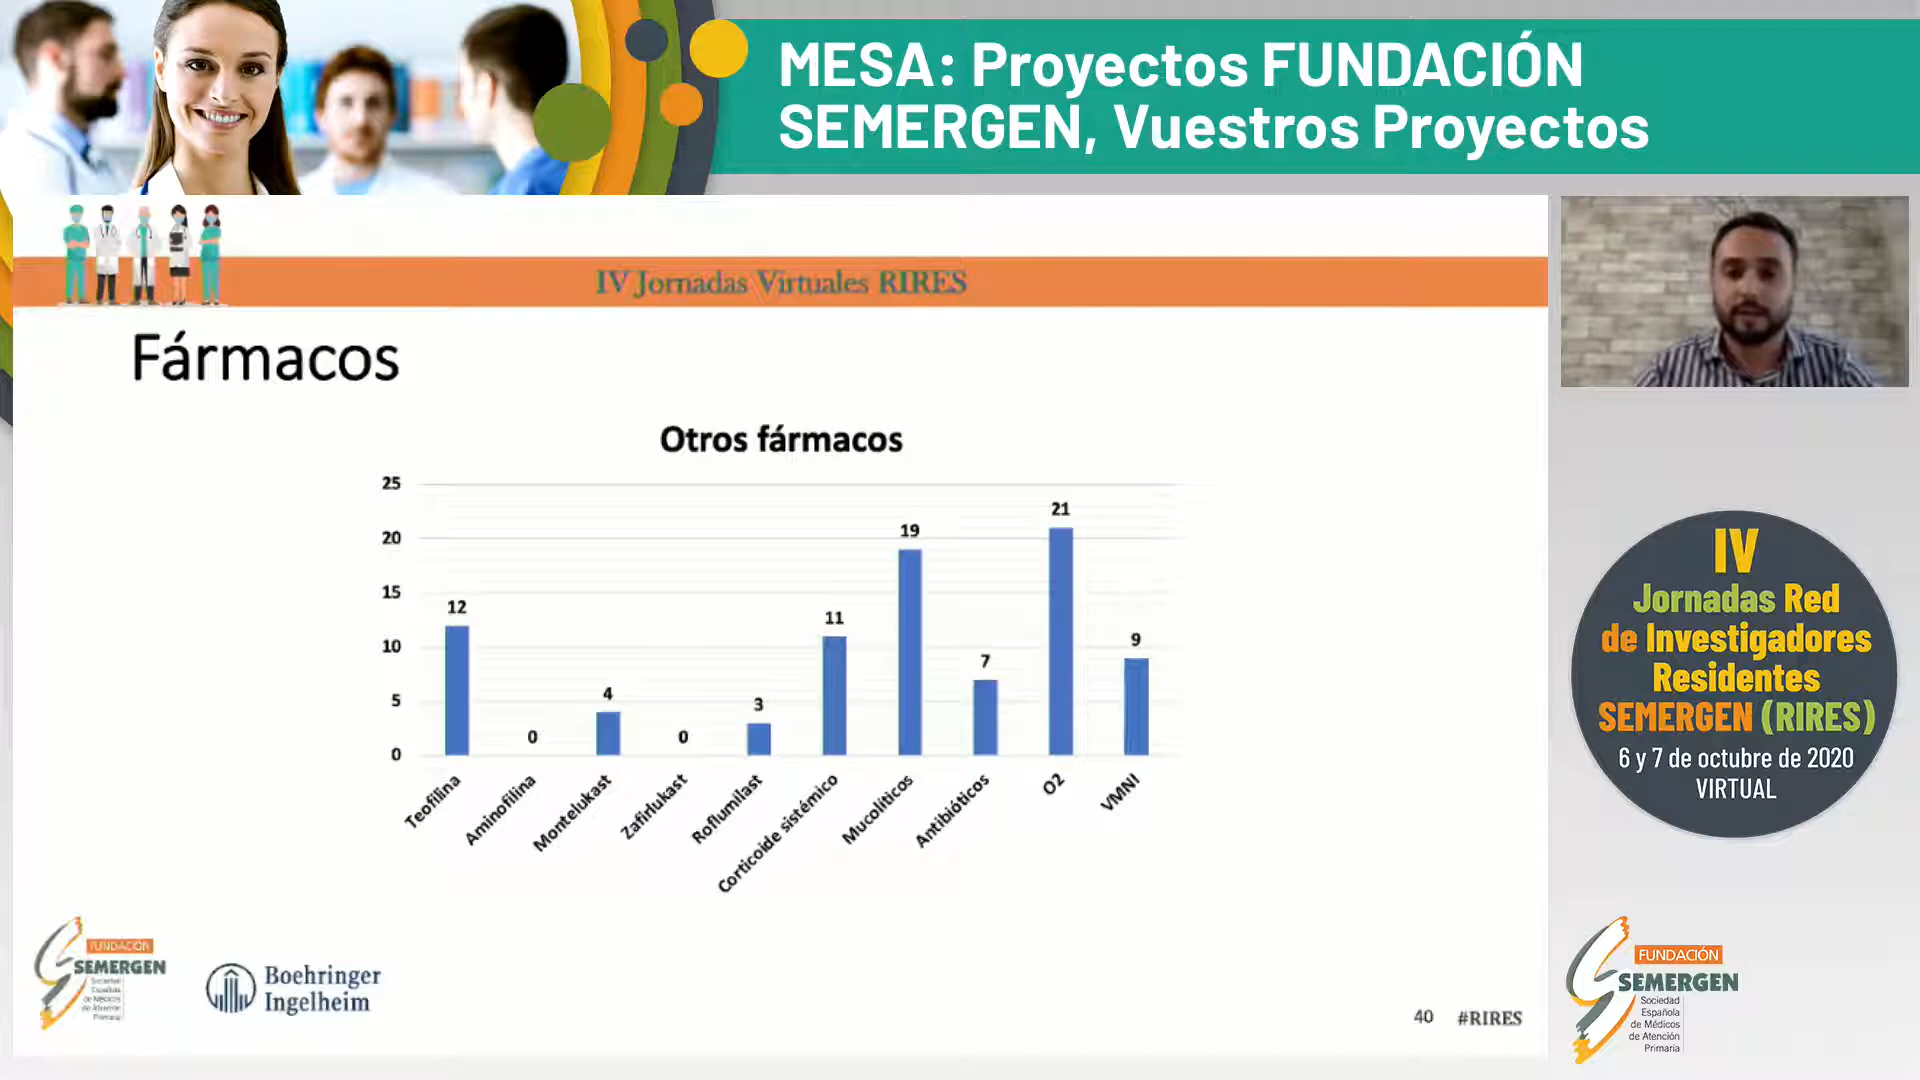 MESA: Proyectos FUNDACIÓN
SEMERGEN, Vuestros Proyectos
IV Jornadas Virtuales RIRES
Fármacos
Otros fármacos
25
20
15
10
5
0
12
0
4
0
3
11
19
7
21
9
Teofilina
Aminofilina
Montelukast
Zafirlukast
Roflumilast
Corticoide sistémico
Mucolíticos
Antibióticos
O2
VMNI
FUNDACIÓN
SEMERGEN
Sociedad
Española
de Médicos
de Atención
Primaria
Boehringer
Ingelheim
40 #RIRES
IV
Jornadas Red
de Investigadores
Residentes
SEMERGEN (RIRES)
6 y 7 de octubre de 2020
VIRTUAL
FUNDACIÓN
SEMERGEN
Sociedad
Española
de Médicos
de Atención
Primaria